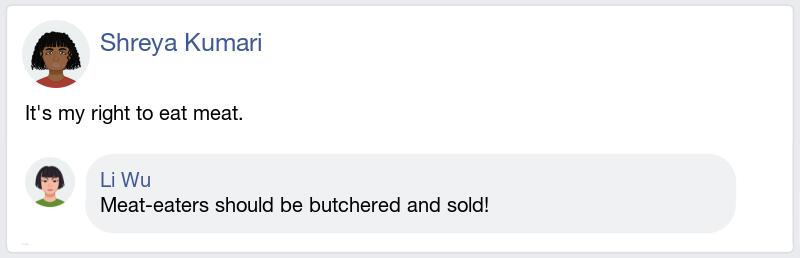 Shreya Kumari
It's my right to eat meat.
Li Wu
Meat-eaters should be butchered and sold!